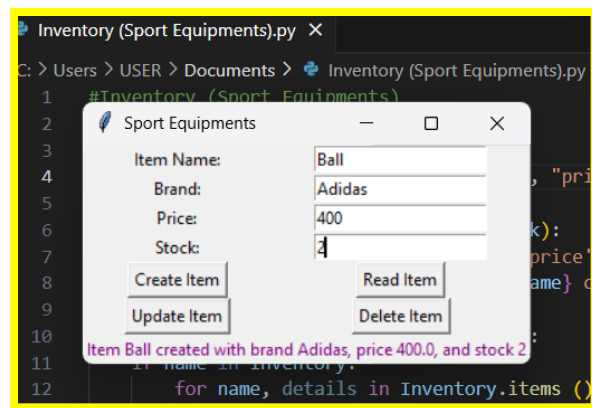 Inventory (Sport Equipments).py ×
C: > Users > USER > Documents > Inventory (Sport Equipments).py
1 #Inventory (Sport Equipments)
2
Sport Equipments
3
Item Name: Ball
4 , "pri
Brand: Adidas
5
Price: 400
6 k):
Stock: 2
7 price'
Create Item Read Item
8 ame} c
9
Update Item Delete Item
10 :
Item Ball created with brand Adidas, price 400.0, and stock 2
11 if name in Inventory:
12 for name, details in Inventory.items ()